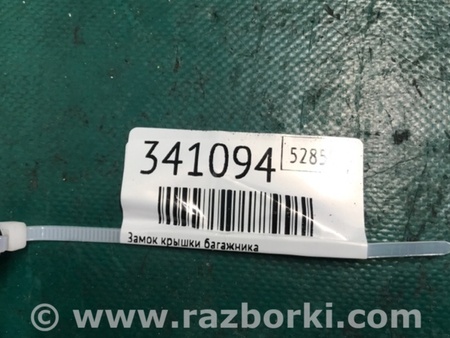 341094 5285
Замок крышки багажника
© www.razborki.com